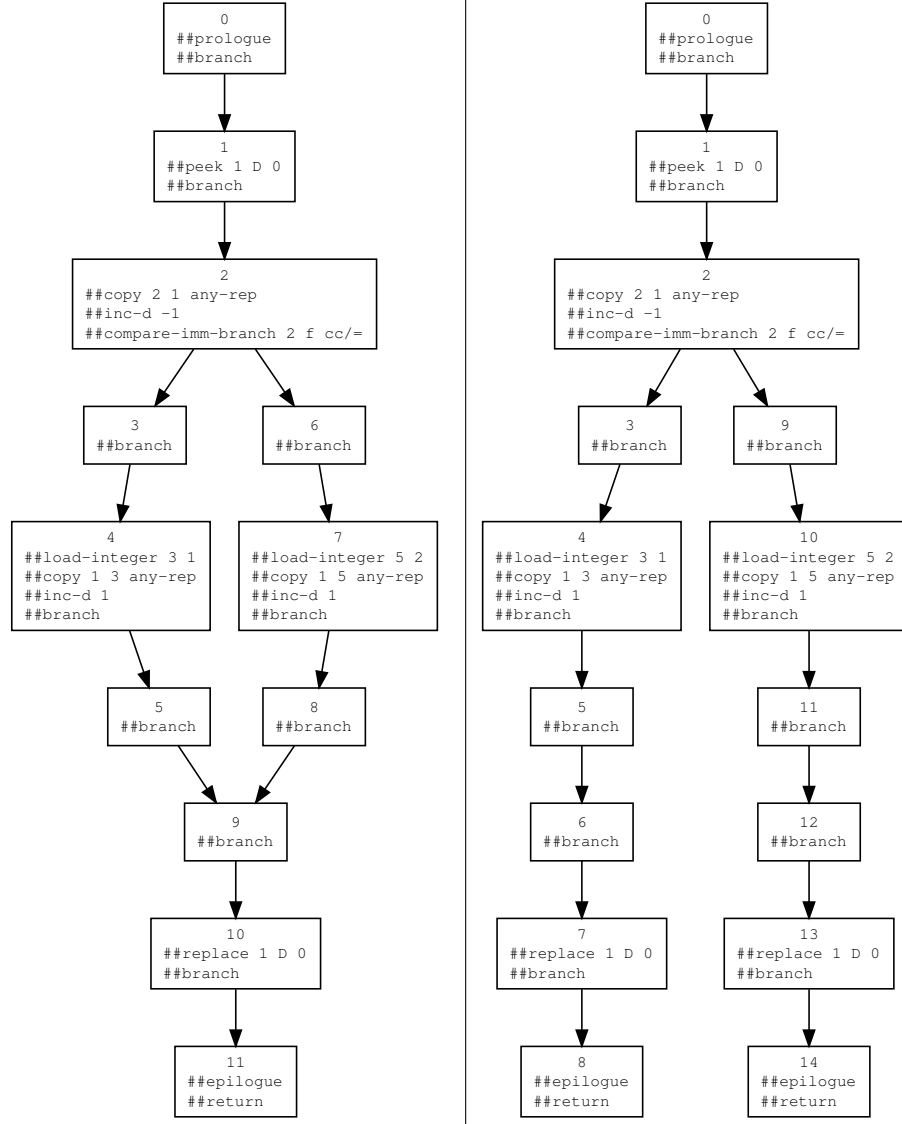 0
##prologue
##branch
1
##peek 1 D 0
##branch
2
##copy 2 1 any-rep
##inc-d -1
##compare-imm-branch 2 f cc/=
3
##branch
6
##branch
4
##load-integer 3 1
##copy 1 3 any-rep
##inc-d 1
##branch
7
##load-integer 5 2
##copy 1 5 any-rep
##inc-d 1
##branch
5
##branch
8
##branch
9
##branch
10
##replace 1 D 0
##branch
11
##epilogue
##return
0
##prologue
##branch
1
##peek 1 D 0
##branch
2
##copy 2 1 any-rep
##inc-d -1
##compare-imm-branch 2 f cc/=
3
##branch
9
##branch
4
##load-integer 3 1
##copy 1 3 any-rep
##inc-d 1
##branch
10
##load-integer 5 2
##copy 1 5 any-rep
##inc-d 1
##branch
5
##branch
11
##branch
6
##branch
12
##branch
7
##replace 1 D 0
##branch
13
##replace 1 D 0
##branch
8
##epilogue
##return
14
##epilogue
##return